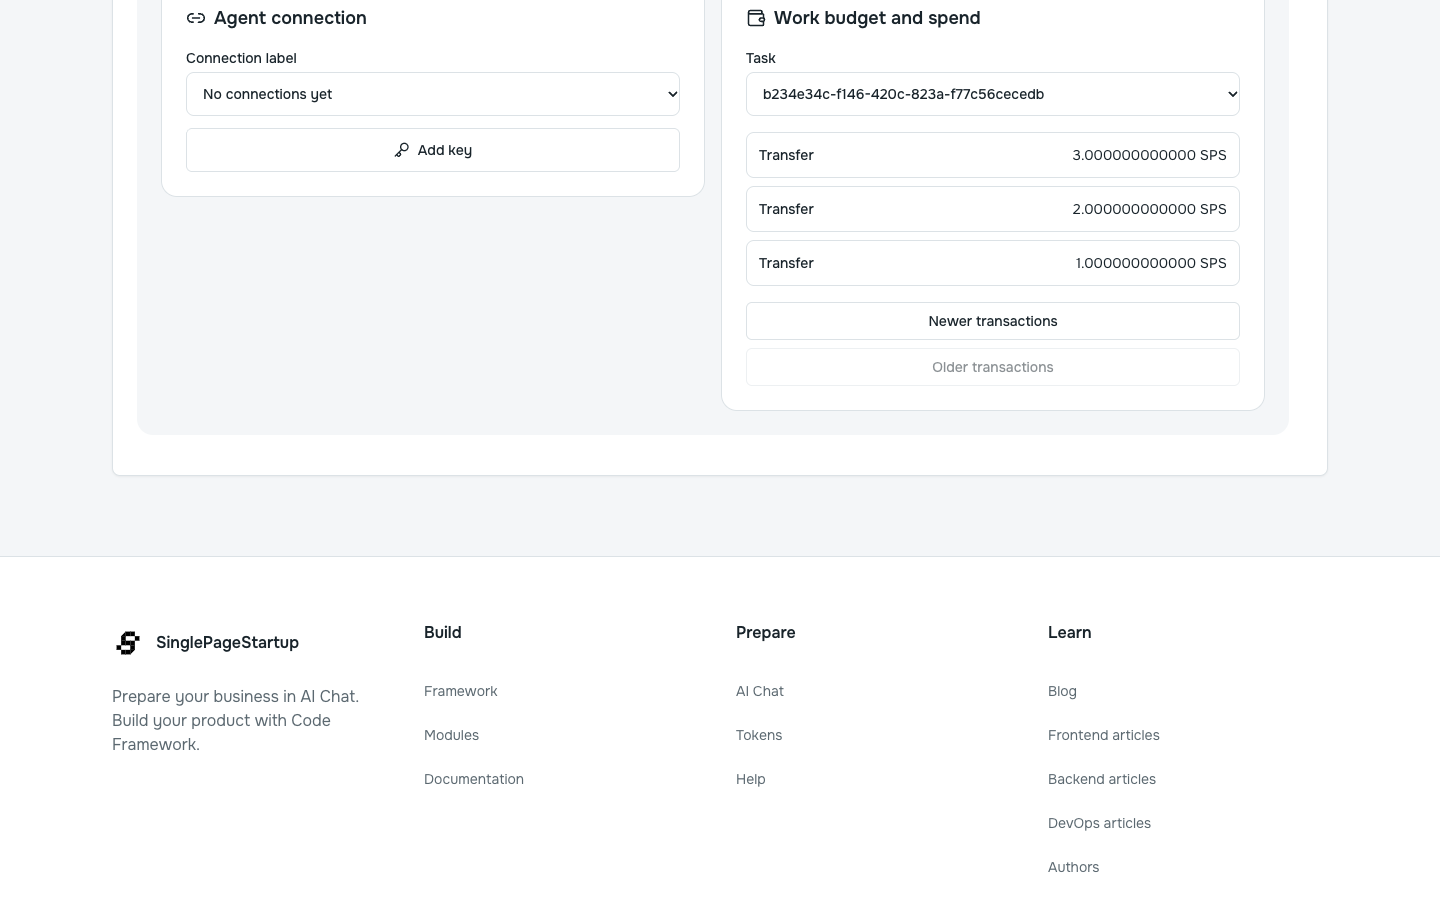 Agent connection
Connection label
No connections yet
Add key
Work budget and spend
Task
b234e34c-f146-420c-823a-f77c56cecedb
Transfer 3.000000000000 SPS
Transfer 2.000000000000 SPS
Transfer 1.000000000000 SPS
Newer transactions
Older transactions
SinglePageStartup
Prepare your business in AI Chat.
Build your product with Code
Framework.
Build
Framework
Modules
Documentation
Prepare
AI Chat
Tokens
Help
Learn
Blog
Frontend articles
Backend articles
DevOps articles
Authors